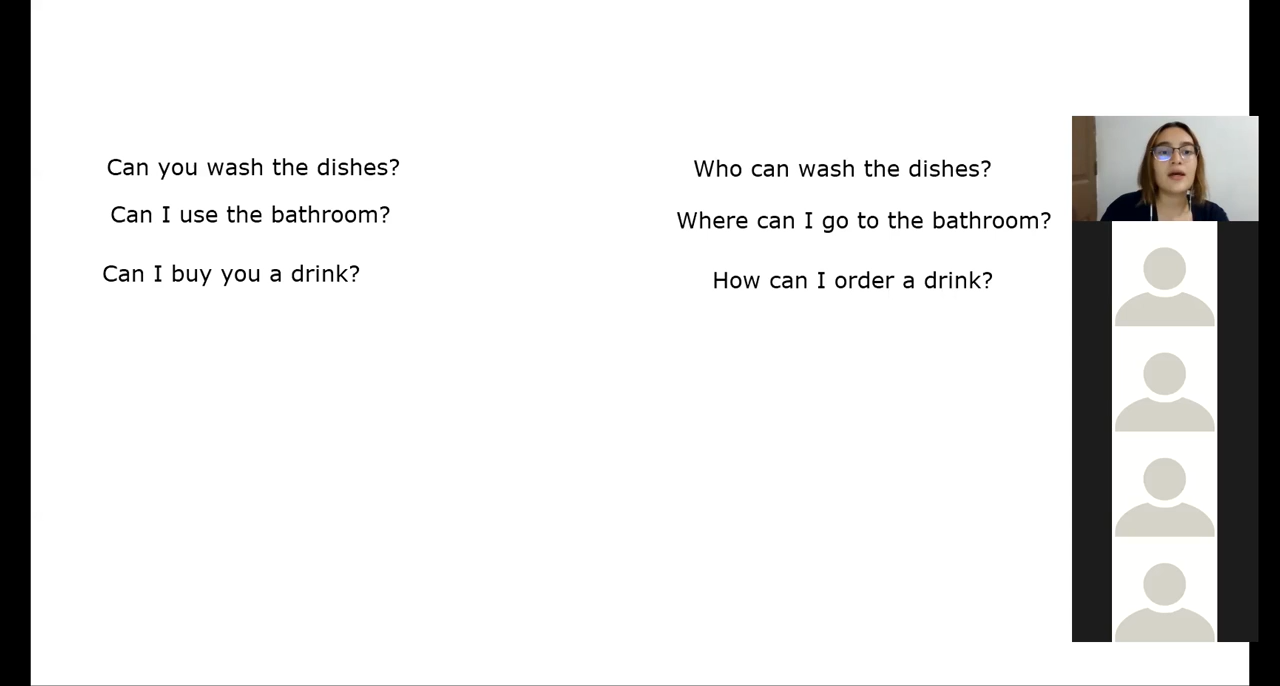 Can you wash the dishes?
Can I use the bathroom?
Can I buy you a drink?
Who can wash the dishes?
Where can I go to the bathroom?
How can I order a drink?